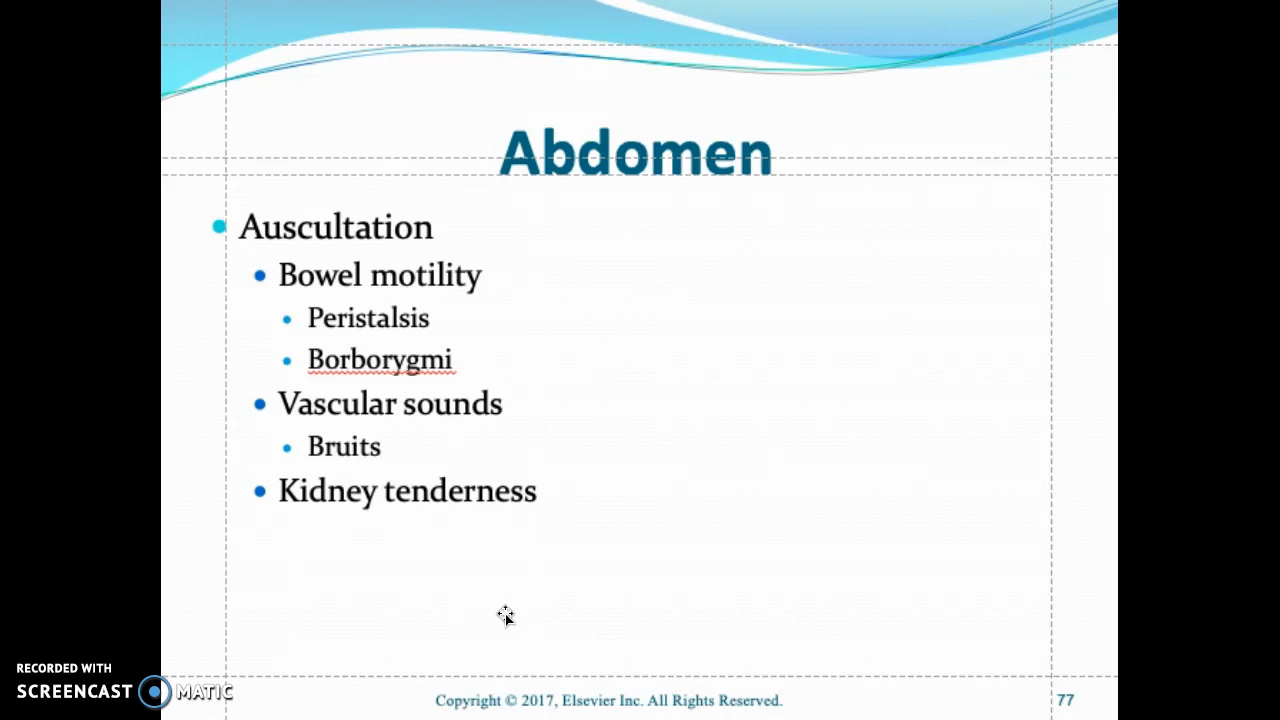 Abdomen
Auscultation
Bowel motility
Peristalsis
Borborygmi
Vascular sounds
Bruits
Kidney tenderness
RECORDED WITH
SCREENCAST MATIC
Copyright © 2017, Elsevier Inc. All Rights Reserved.
77